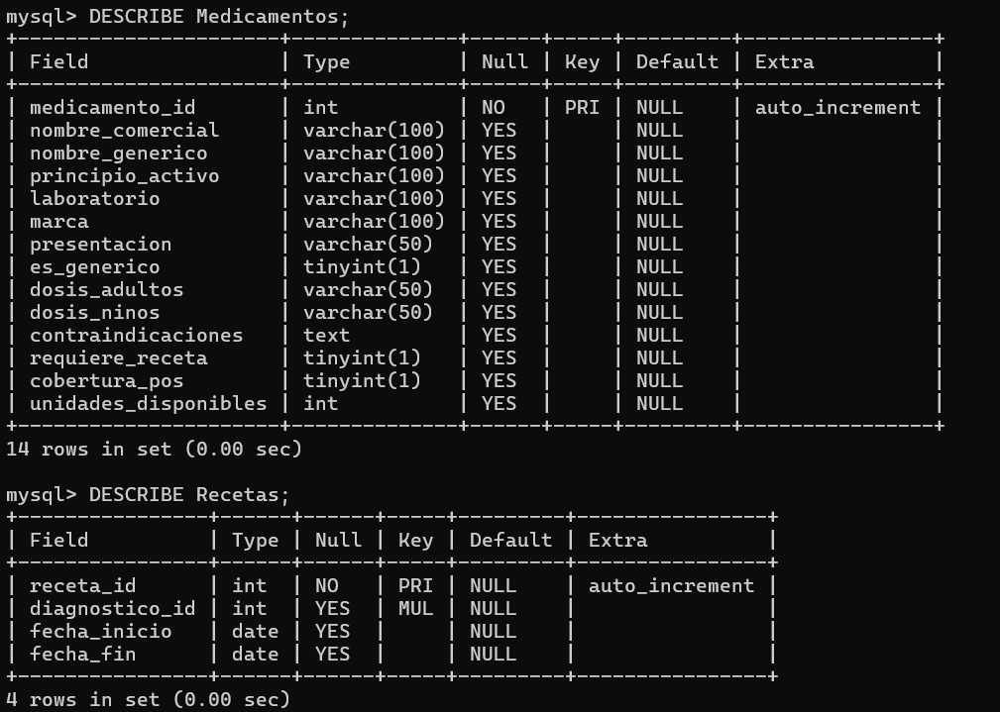 mysql> DESCRIBE Medicamentos;
+----------------------+--------------+------+-----+---------+----------------+
| Field                | Type         | Null | Key | Default | Extra          |
+----------------------+--------------+------+-----+---------+----------------+
| medicamento_id       | int          | NO   | PRI | NULL    | auto_increment |
| nombre_comercial     | varchar(100) | YES  |     | NULL    |                |
| nombre_generico      | varchar(100) | YES  |     | NULL    |                |
| principio_activo     | varchar(100) | YES  |     | NULL    |                |
| laboratorio          | varchar(100) | YES  |     | NULL    |                |
| marca                | varchar(100) | YES  |     | NULL    |                |
| presentacion         | varchar(50)  | YES  |     | NULL    |                |
| es_generico          | tinyint(1)   | YES  |     | NULL    |                |
| dosis_adultos        | varchar(50)  | YES  |     | NULL    |                |
| dosis_ninos          | varchar(50)  | YES  |     | NULL    |                |
| contraindicaciones   | text         | YES  |     | NULL    |                |
| requiere_receta      | tinyint(1)   | YES  |     | NULL    |                |
| cobertura_pos        | tinyint(1)   | YES  |     | NULL    |                |
| unidades_disponibles | int          | YES  |     | NULL    |                |
+----------------------+--------------+------+-----+---------+----------------+
14 rows in set (0.00 sec)

mysql> DESCRIBE Recetas;
+----------------+------+------+-----+---------+----------------+
| Field          | Type | Null | Key | Default | Extra          |
+----------------+------+------+-----+---------+----------------+
| receta_id      | int  | NO   | PRI | NULL    | auto_increment |
| diagnostico_id | int  | YES  | MUL | NULL    |                |
| fecha_inicio   | date | YES  |     | NULL    |                |
| fecha_fin      | date | YES  |     | NULL    |                |
+----------------+------+------+-----+---------+----------------+
4 rows in set (0.00 sec)